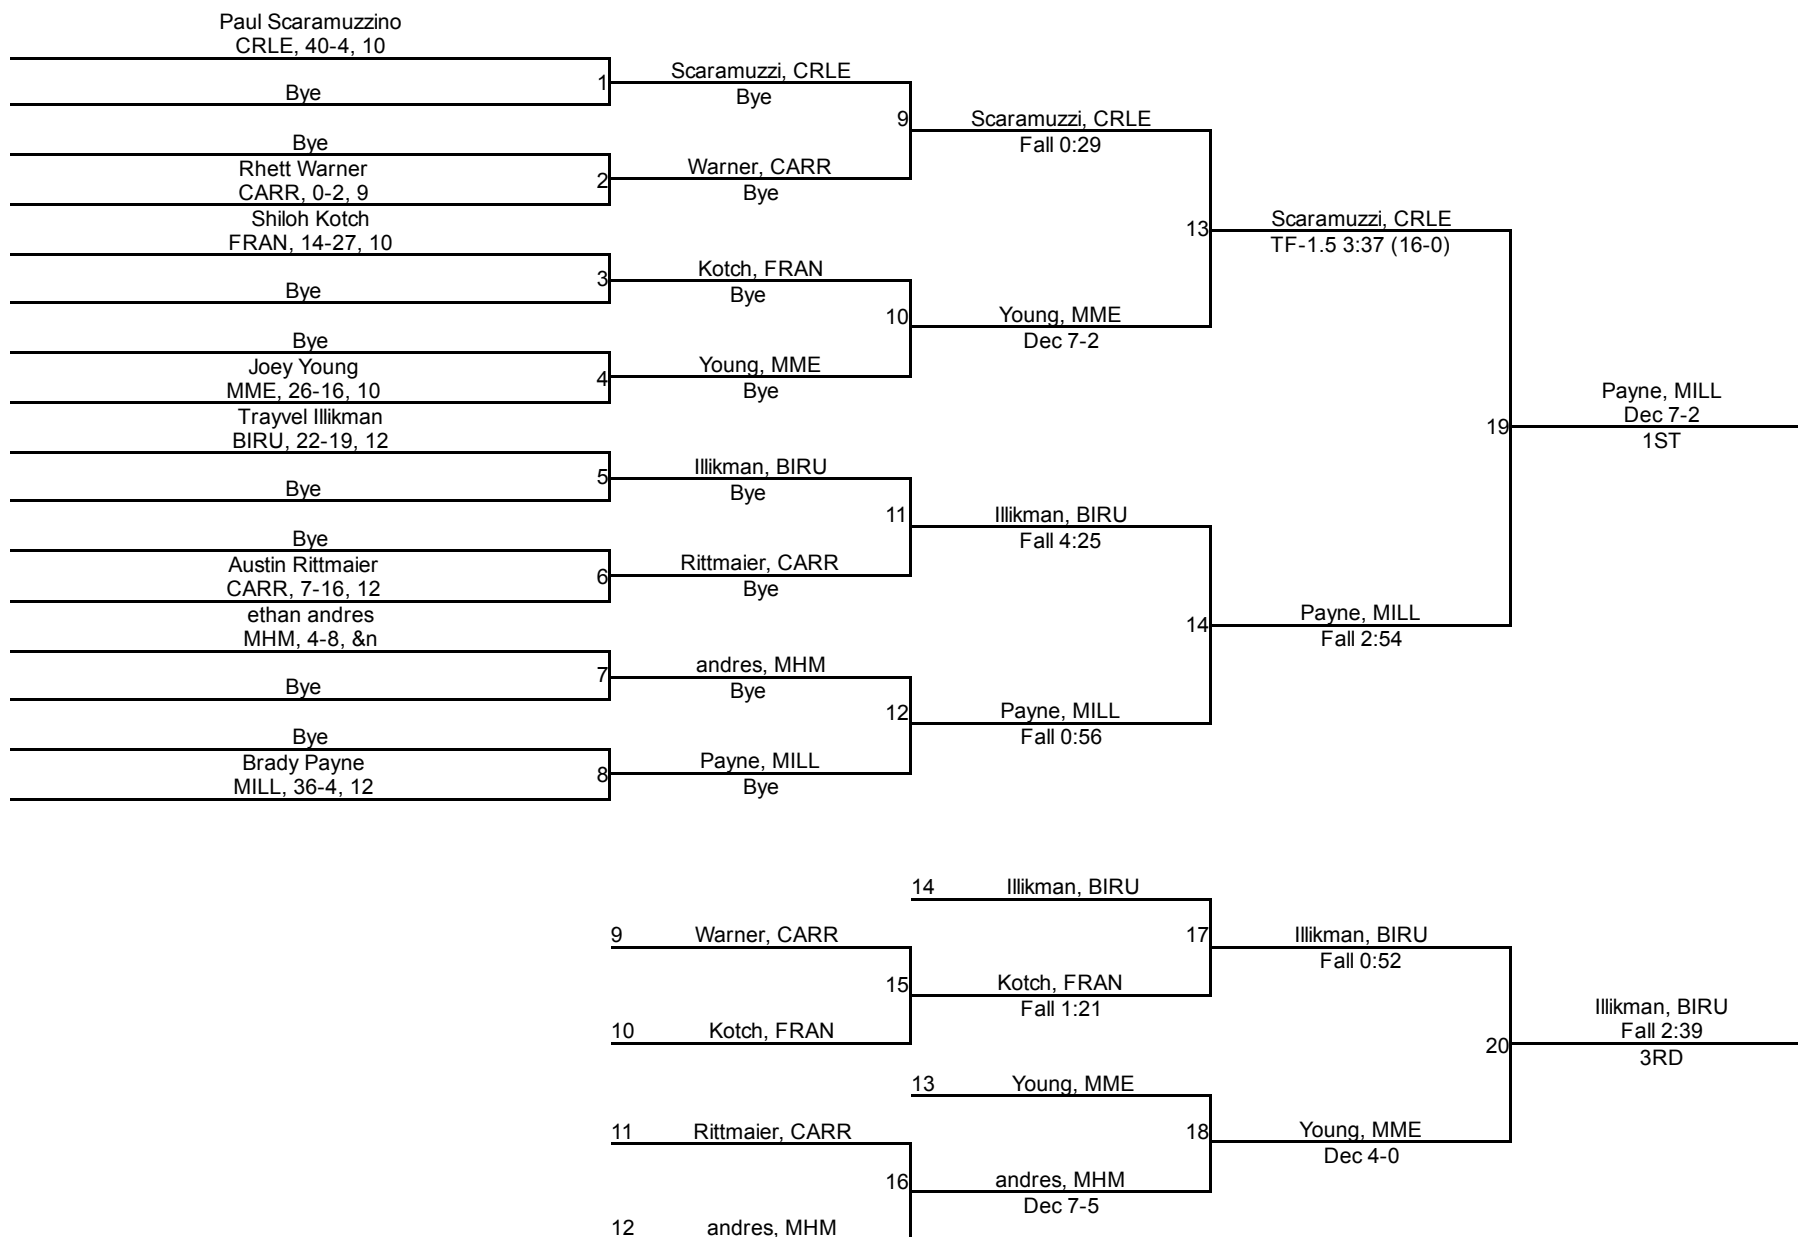 Paul Scaramuzzino
CRLE, 40-4, 10
1
Bye
Scaramuzzi, CRLE
Bye
9
Scaramuzzi, CRLE
Fall 0:29
Bye
Rhett Warner
CARR, 0-2, 9
2
Warner, CARR
Bye
13
Scaramuzzi, CRLE
TF-1.5 3:37 (16-0)
Shiloh Kotch
FRAN, 14-27, 10
3
Bye
Kotch, FRAN
Bye
10
Young, MME
Dec 7-2
Bye
Joey Young
MME, 26-16, 10
4
Young, MME
Bye
19
Payne, MILL
Dec 7-2
1ST
Trayvel Illikman
BIRU, 22-19, 12
5
Bye
Illikman, BIRU
Bye
11
Illikman, BIRU
Fall 4:25
Bye
Austin Rittmaier
CARR, 7-16, 12
6
Rittmaier, CARR
Bye
14
Payne, MILL
Fall 2:54
ethan andres
MHM, 4-8, &n
7
Bye
andres, MHM
Bye
12
Payne, MILL
Fall 0:56
Bye
Brady Payne
MILL, 36-4, 12
8
Payne, MILL
Bye
14 Illikman, BIRU
9 Warner, CARR
17
Illikman, BIRU
Fall 0:52
15
Kotch, FRAN
Fall 1:21
10 Kotch, FRAN
20
Illikman, BIRU
Fall 2:39
3RD
13 Young, MME
11 Rittmaier, CARR
18
Young, MME
Dec 4-0
16
andres, MHM
Dec 7-5
12 andres, MHM